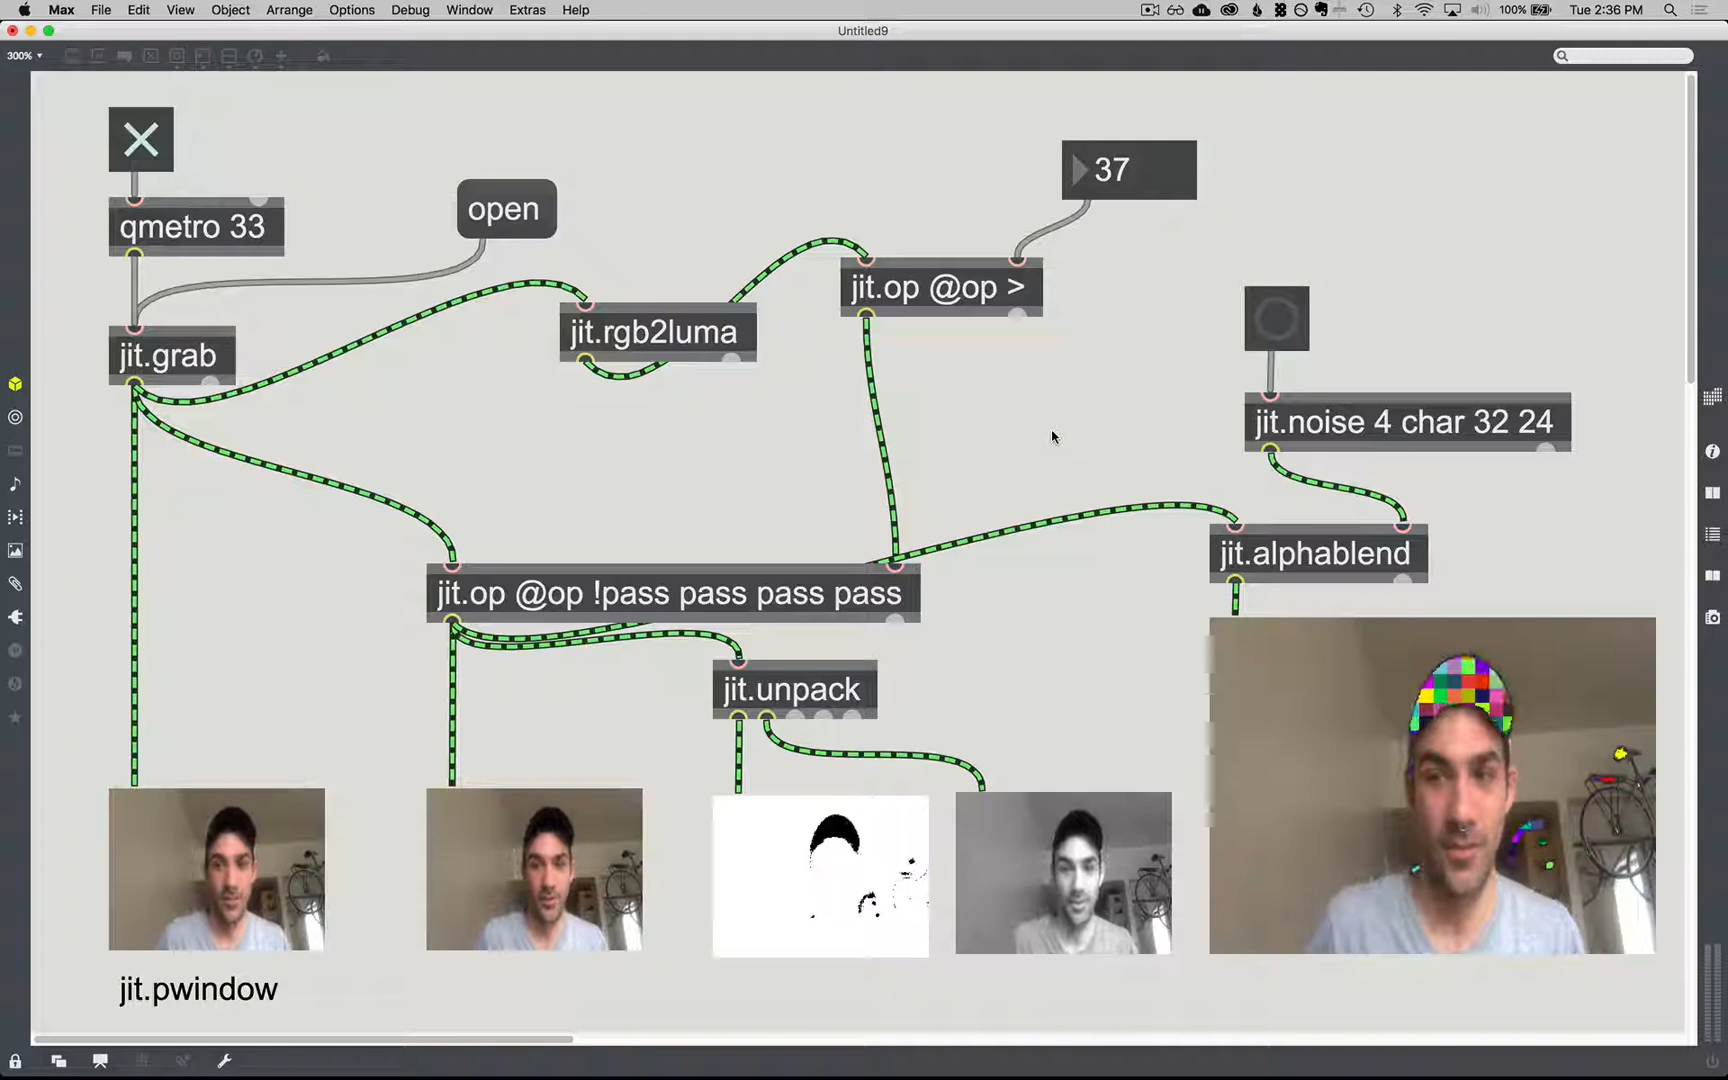 Max File Edit View Object Arrange Options Debug Window Extras Help
100% Tue 2:36 PM
Untitled9
300%
37
open
qmetro 33
jit.op @op >
jit.rgb2luma
jit.grab
jit.noise 4 char 32 24
jit.alphablend
jit.op @op !pass pass pass pass
jit.unpack
jit.pwindow